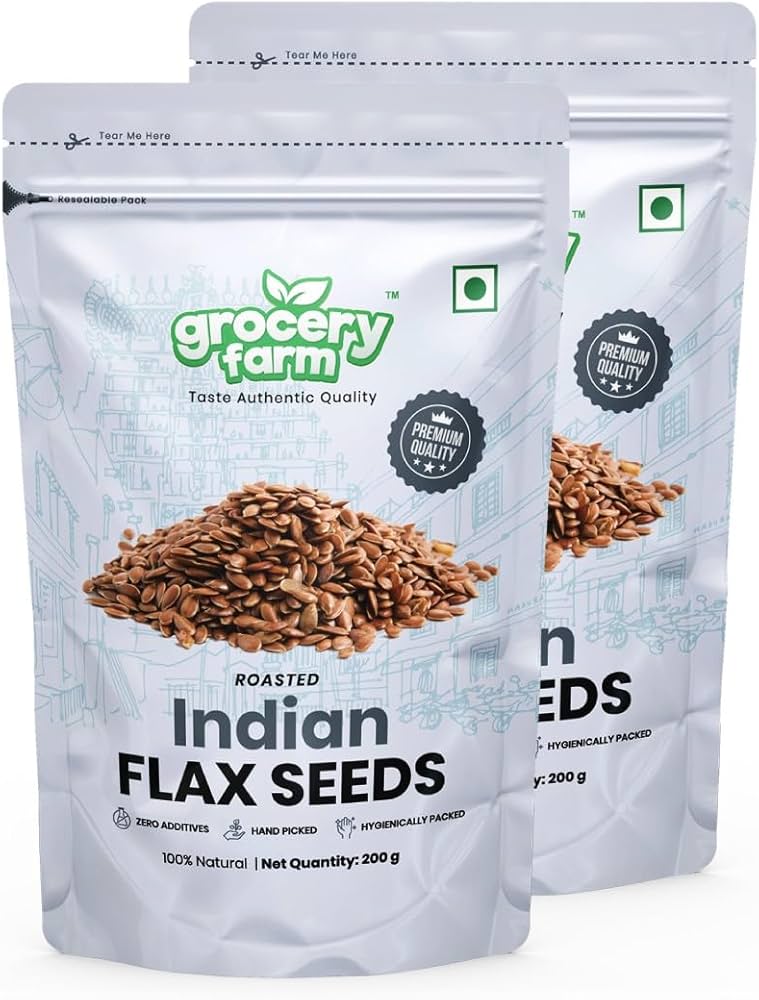 Tear Me Here
Tear Me Here
Resealable Pack
TM
grocery
farm
TM
Taste Authentic Quality
PREMIUM
QUALITY
PREMIUM
QUALITY
ROASTED
Indian
FLAX SEEDS
ZERO ADDITIVES
HAND PICKED
HYGIENICALLY PACKED
100% Natural | Net Quantity: 200 g
n
EDS
HYGIENICALLY PACKED
y: 200 g